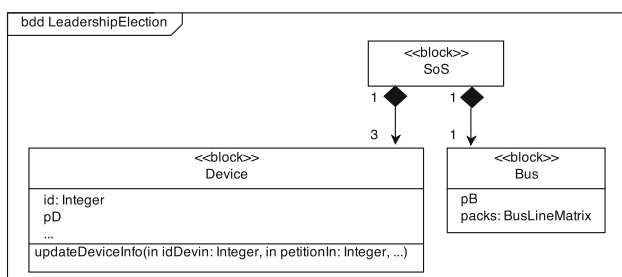 bdd LeadershipElection
<<block>>
SoS
1
1
3
1
<<block>>
Device
id: Integer
pD
...
updateDeviceInfo(in idDevin: Integer, in petitionIn: Integer, ...)
<<block>>
Bus
pB
packs: BusLineMatrix